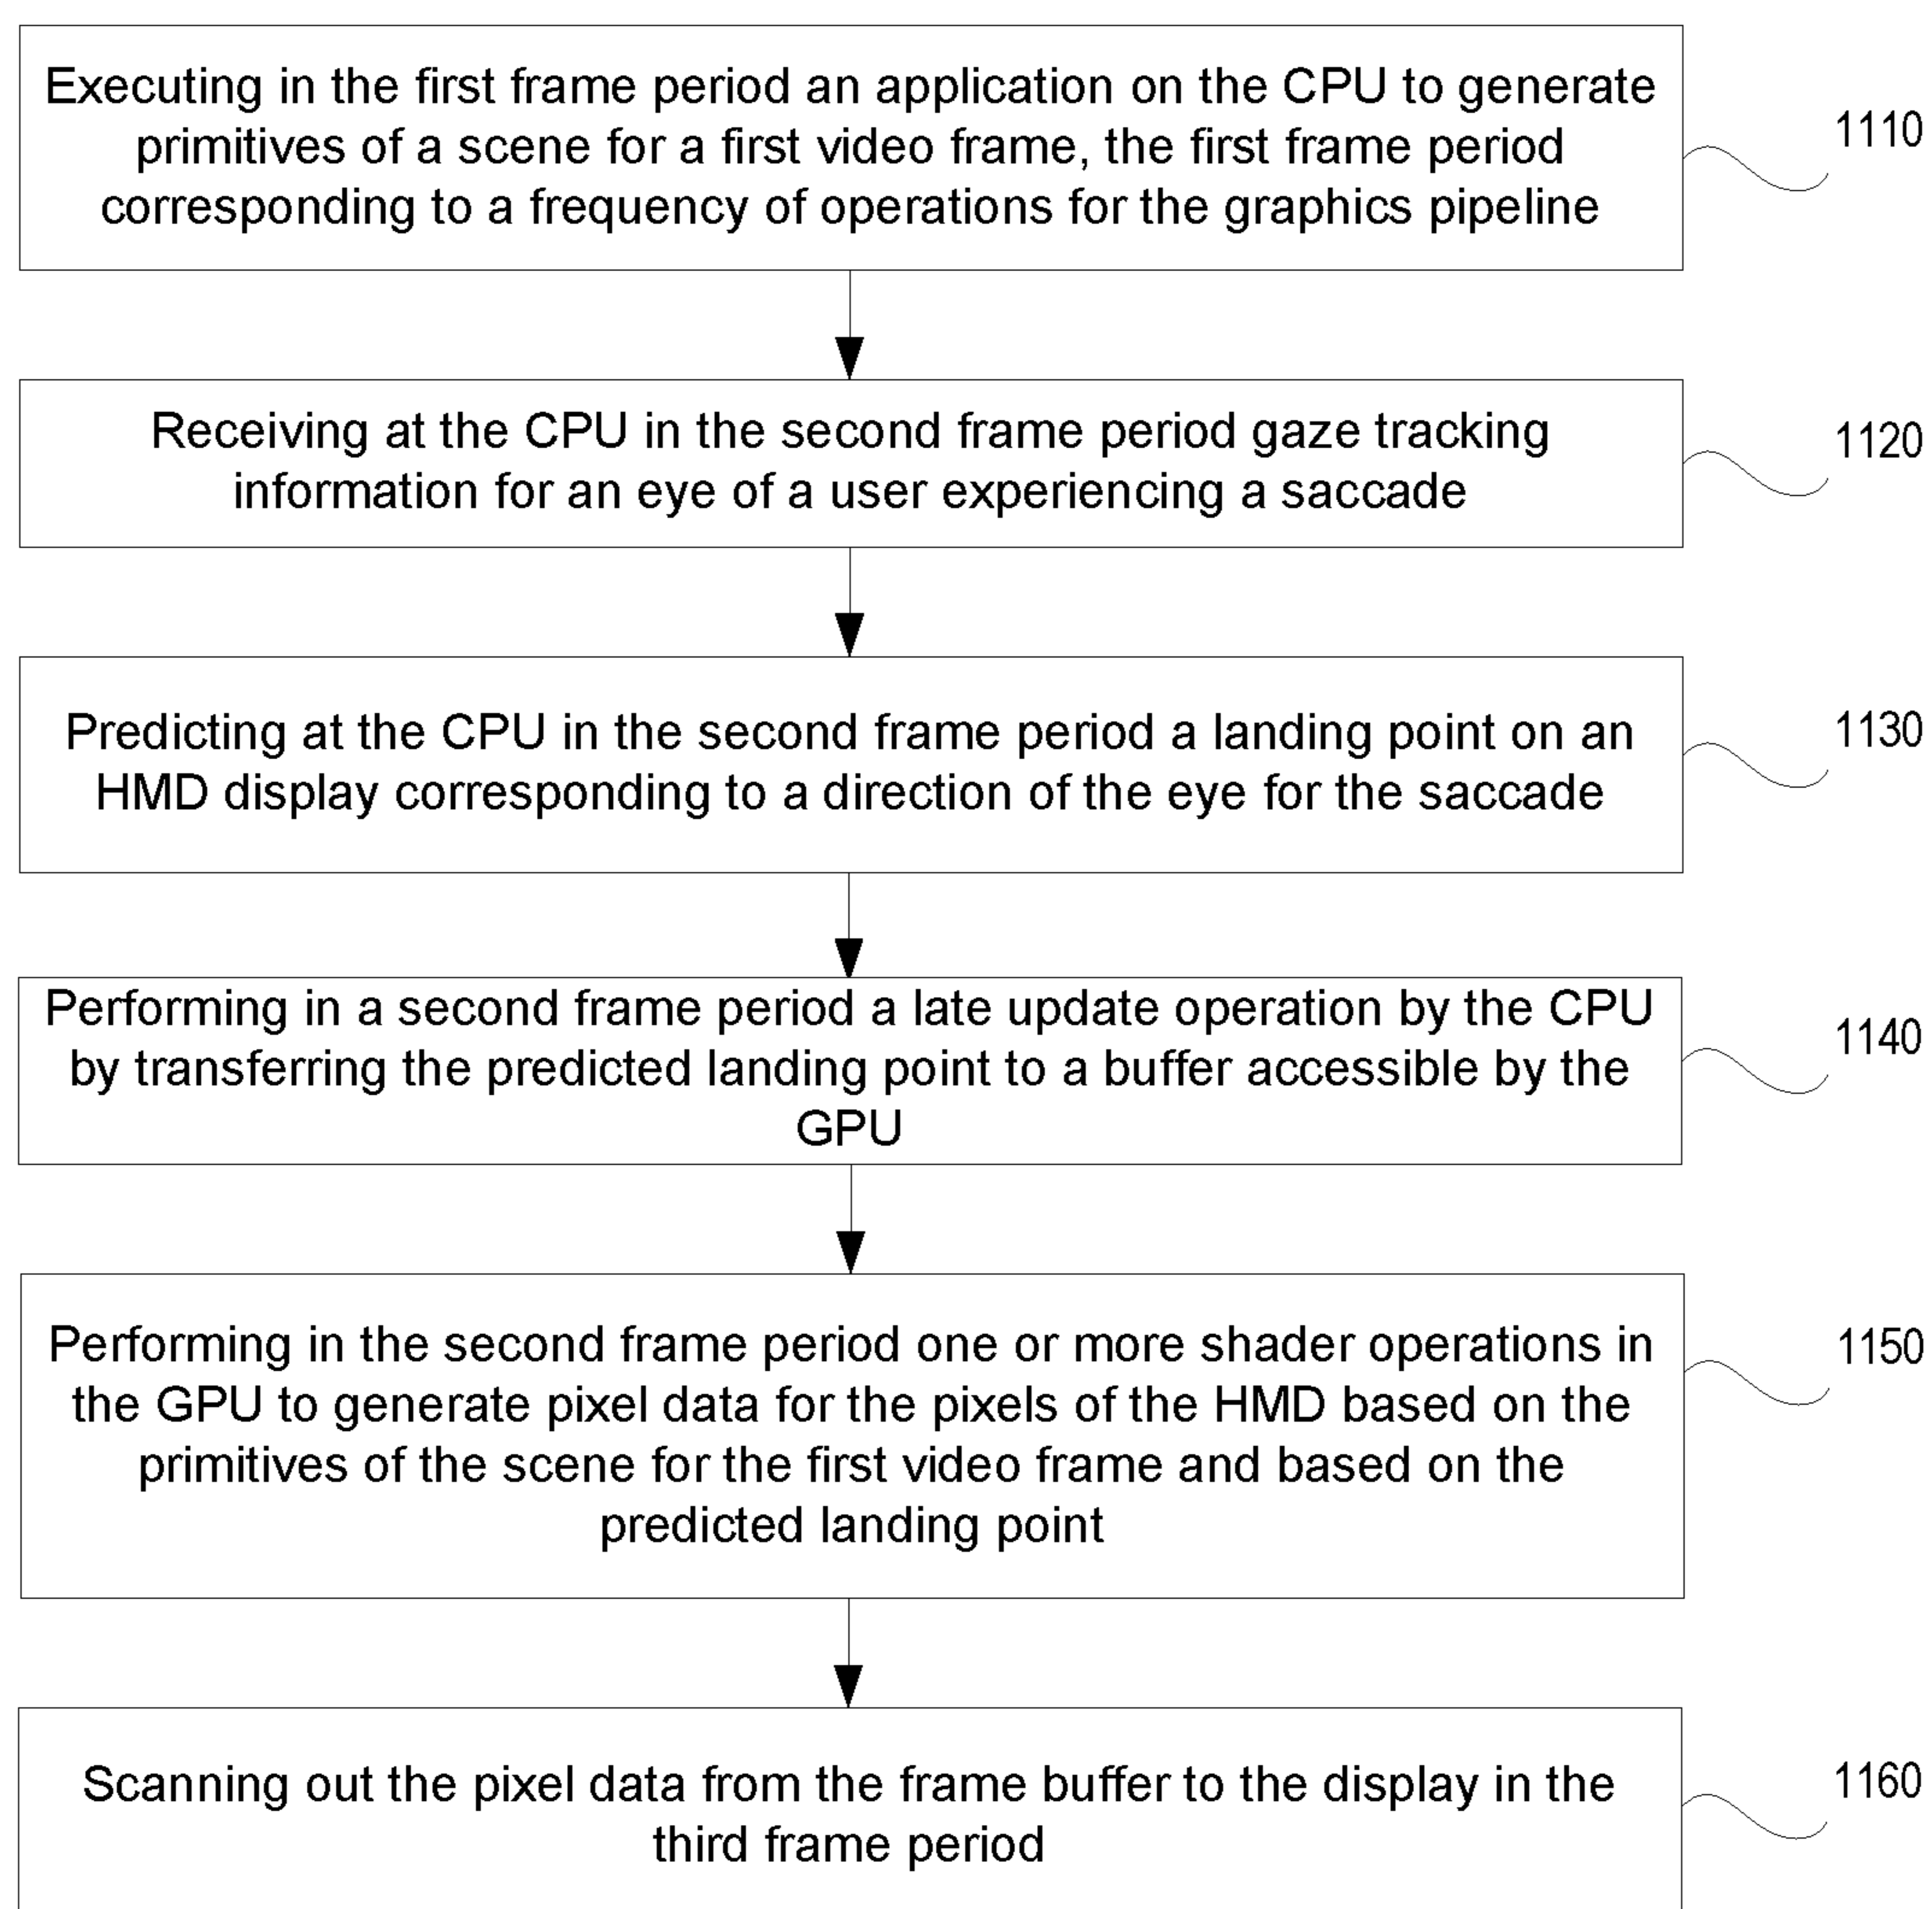 Executing in the first frame period an application on the CPU to generate
primitives of a scene for a first video frame, the first frame period
corresponding to a frequency of operations for the graphics pipeline
1110
Receiving at the CPU in the second frame period gaze tracking
information for an eye of a user experiencing a saccade
1120
Predicting at the CPU in the second frame period a landing point on an
HMD display corresponding to a direction of the eye for the saccade
1130
Performing in a second frame period a late update operation by the CPU
by transferring the predicted landing point to a buffer accessible by the
GPU
1140
Performing in the second frame period one or more shader operations in
the GPU to generate pixel data for the pixels of the HMD based on the
primitives of the scene for the first video frame and based on the
predicted landing point
1150
Scanning out the pixel data from the frame buffer to the display in the
third frame period
1160